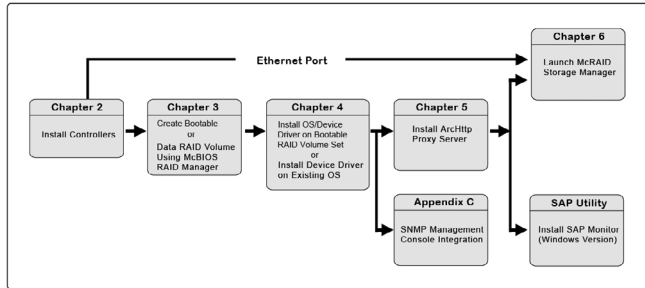 Chapter 6
Launch McRAID
Storage Manager
Ethernet Port
Chapter 2
Install Controllers
Chapter 3
Create Bootable
or
Data RAID Volume
Using McBIOS
RAID Manager
Chapter 4
Install OS/Device
Driver on Bootable
RAID Volume Set
or
Install Device Driver
on Existing OS
Chapter 5
Install ArcHttp
Proxy Server
Appendix C
SNMP Management
Console Integration
SAP Utility
Install SAP Monitor
(Windows Version)